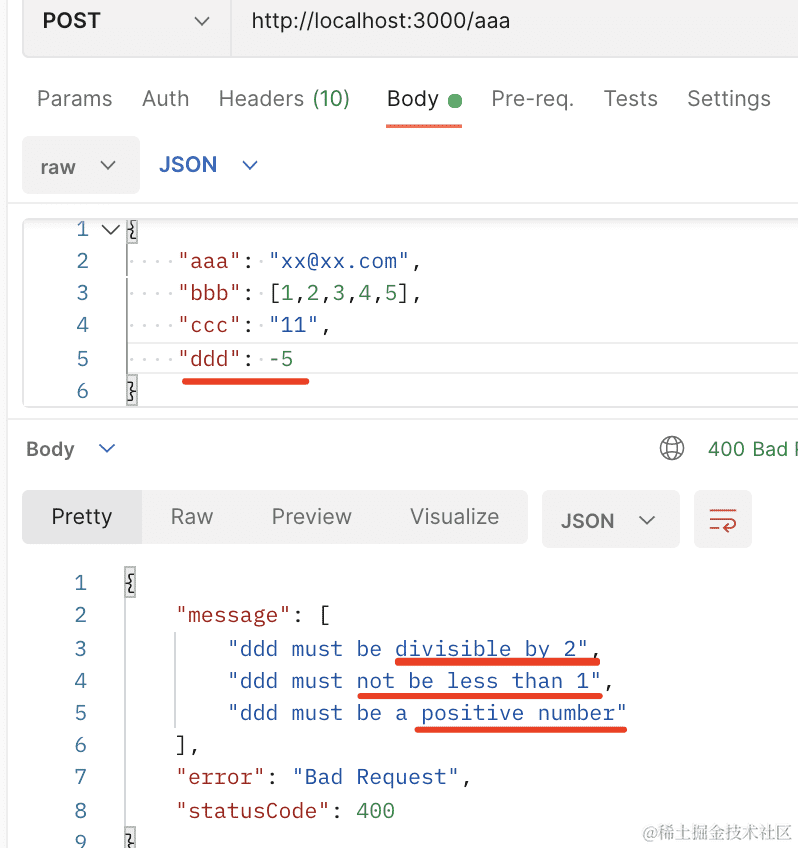 POST http://localhost:3000/aaa
Params Auth Headers (10) Body Pre-req. Tests Settings
raw JSON
1 {
2 "aaa": "xx@xx.com",
3 "bbb": [1,2,3,4,5],
4 "ccc": "11",
5 "ddd": -5
6 }
Body 400 Bad
Pretty Raw Preview Visualize JSON
1 {
2 "message": [
3 "ddd must be divisible by 2",
4 "ddd must not be less than 1",
5 "ddd must be a positive number"
6 ],
7 "error": "Bad Request",
8 "statusCode": 400
9 }
@稀土掘金技术社区